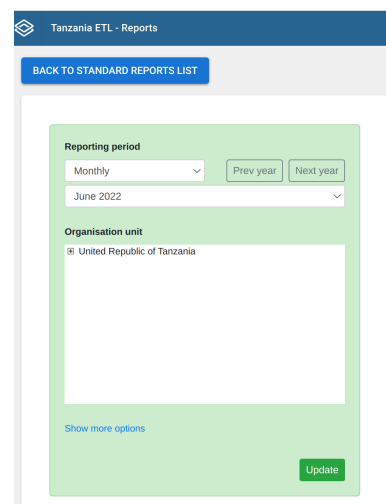 Tanzania ETL - Reports
BACK TO STANDARD REPORTS LIST
Reporting period
Monthly Prev year Next year
June 2022
Organisation unit
United Republic of Tanzania
Show more options
Update